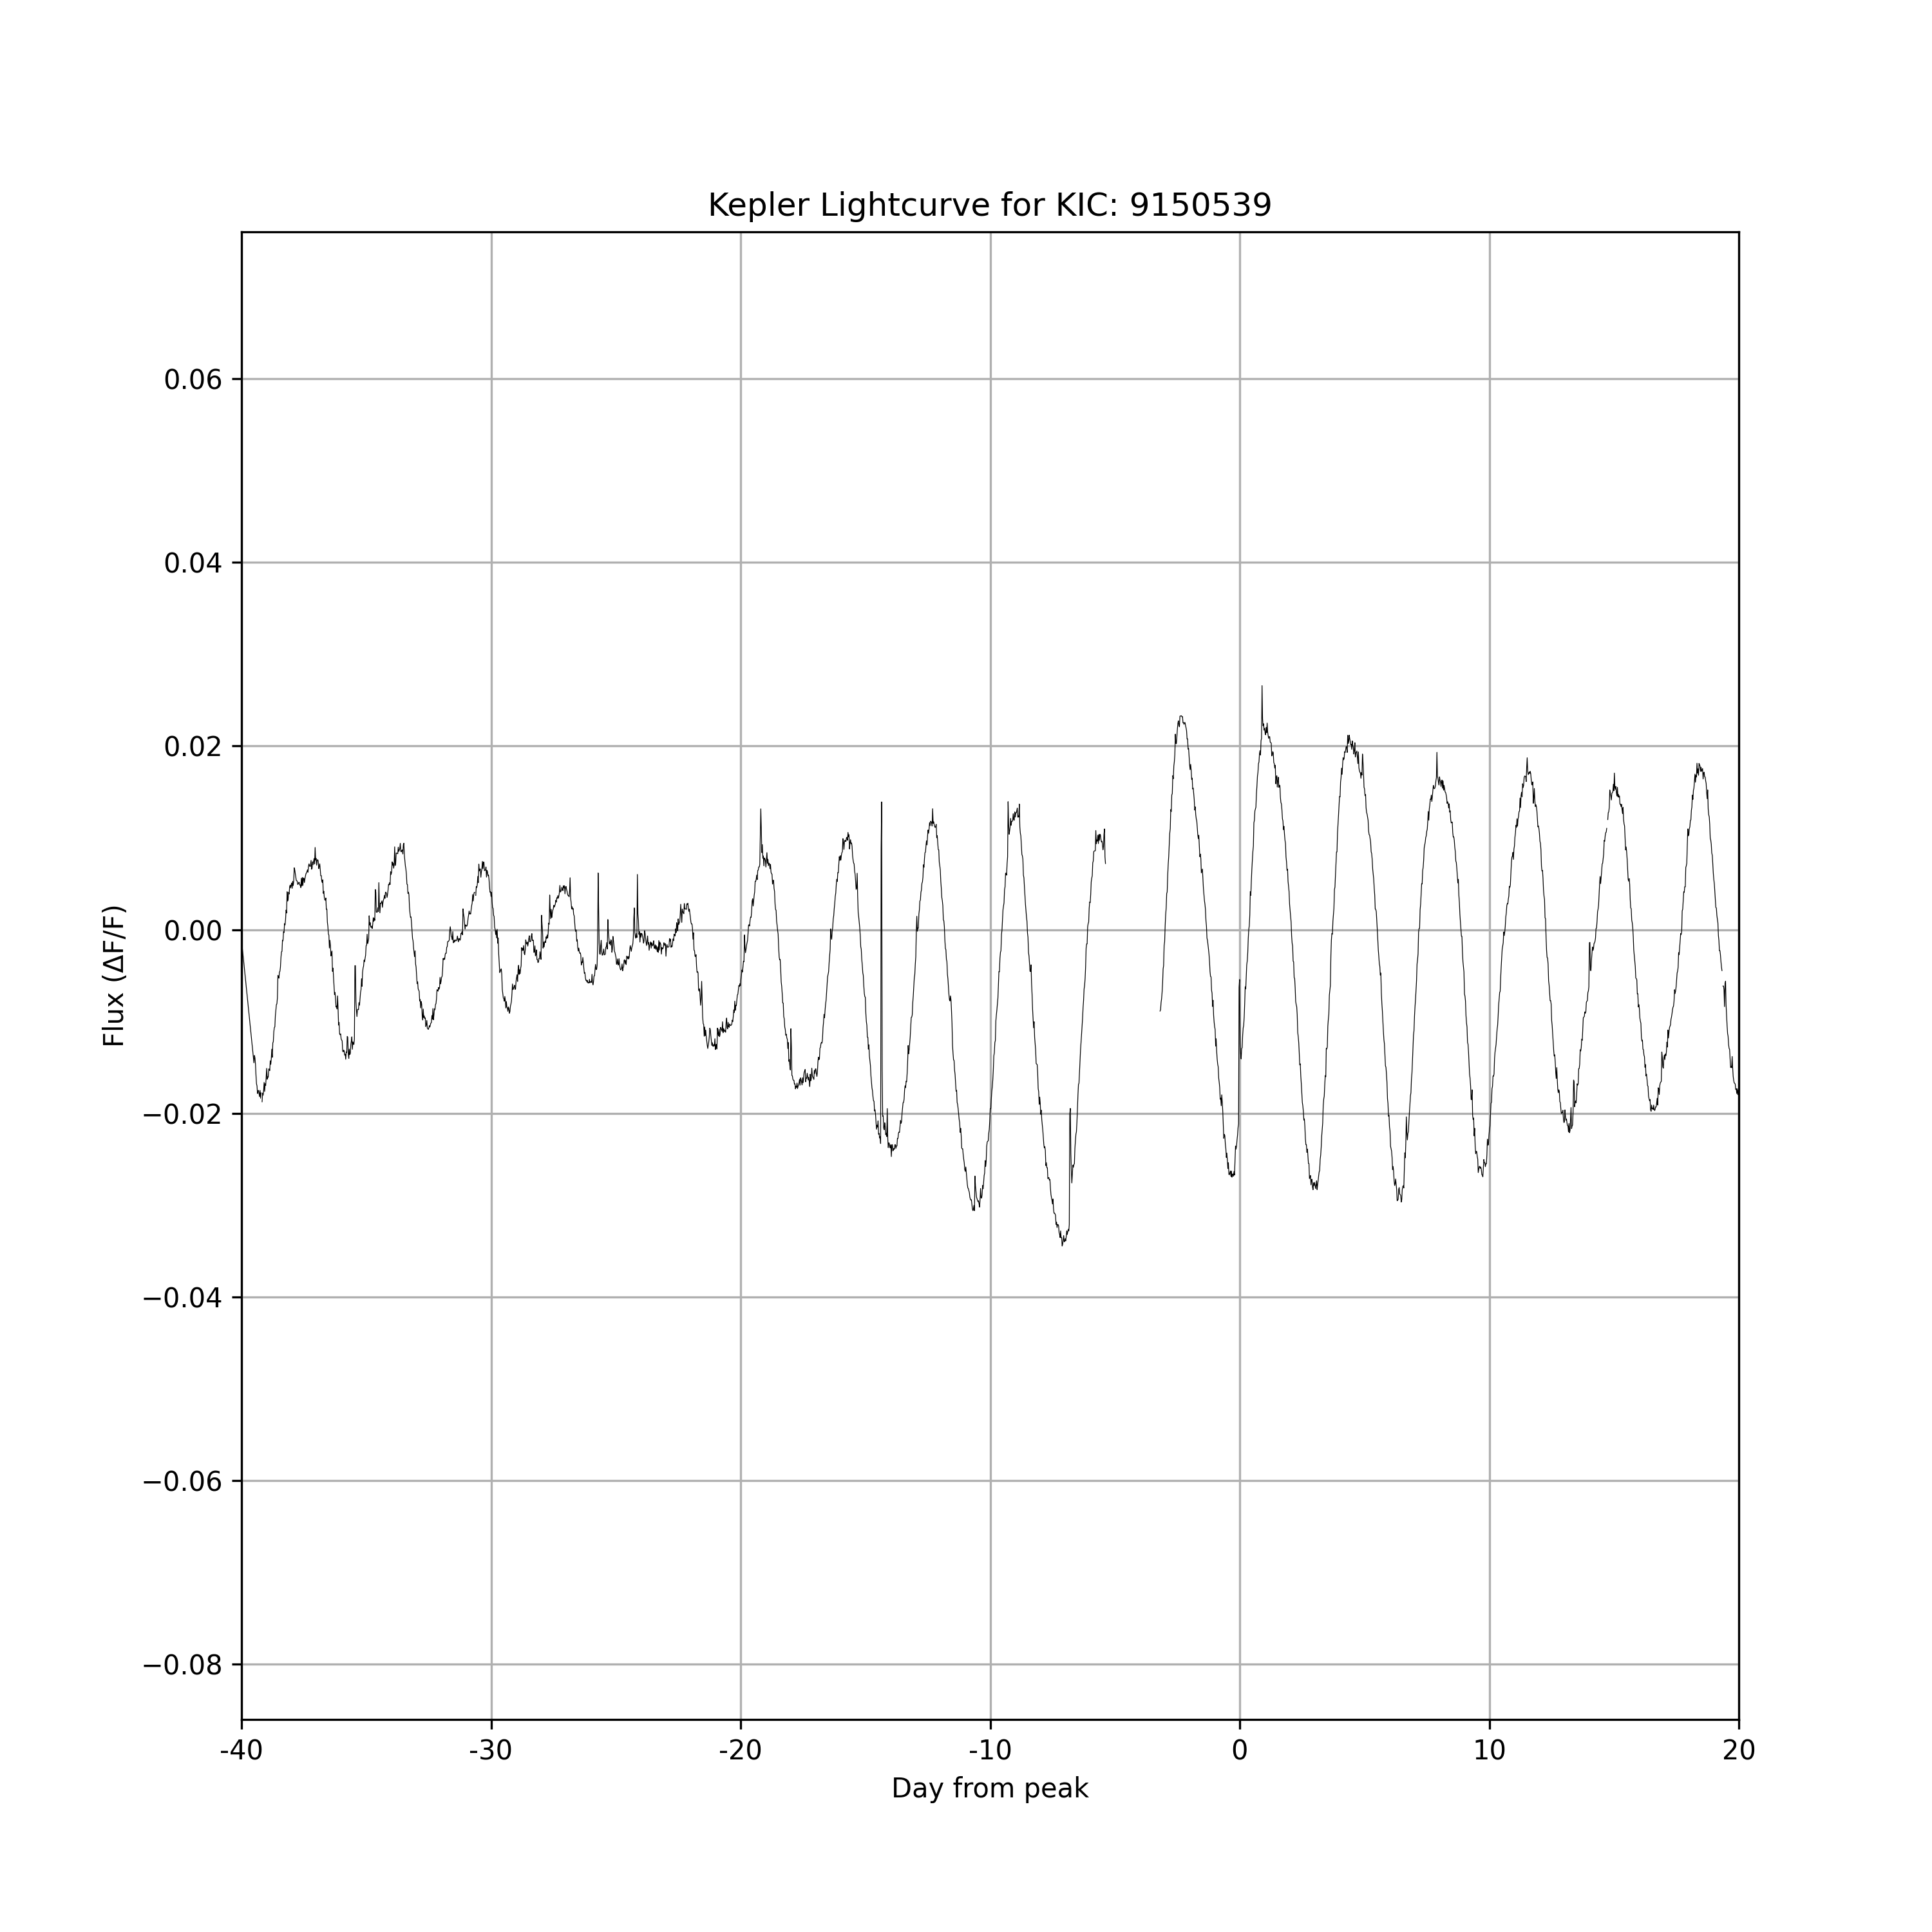 Kepler Lightcurve for KIC: 9150539
Flux (ΔF/F)
0.06
0.04
0.02
0.00
−0.02
−0.04
−0.06
−0.08
-40 -30 -20 -10 0 10 20
Day from peak